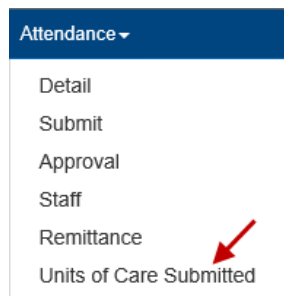 Attendance
Detail
Submit
Approval
Staff
Remittance
Units of Care Submitted